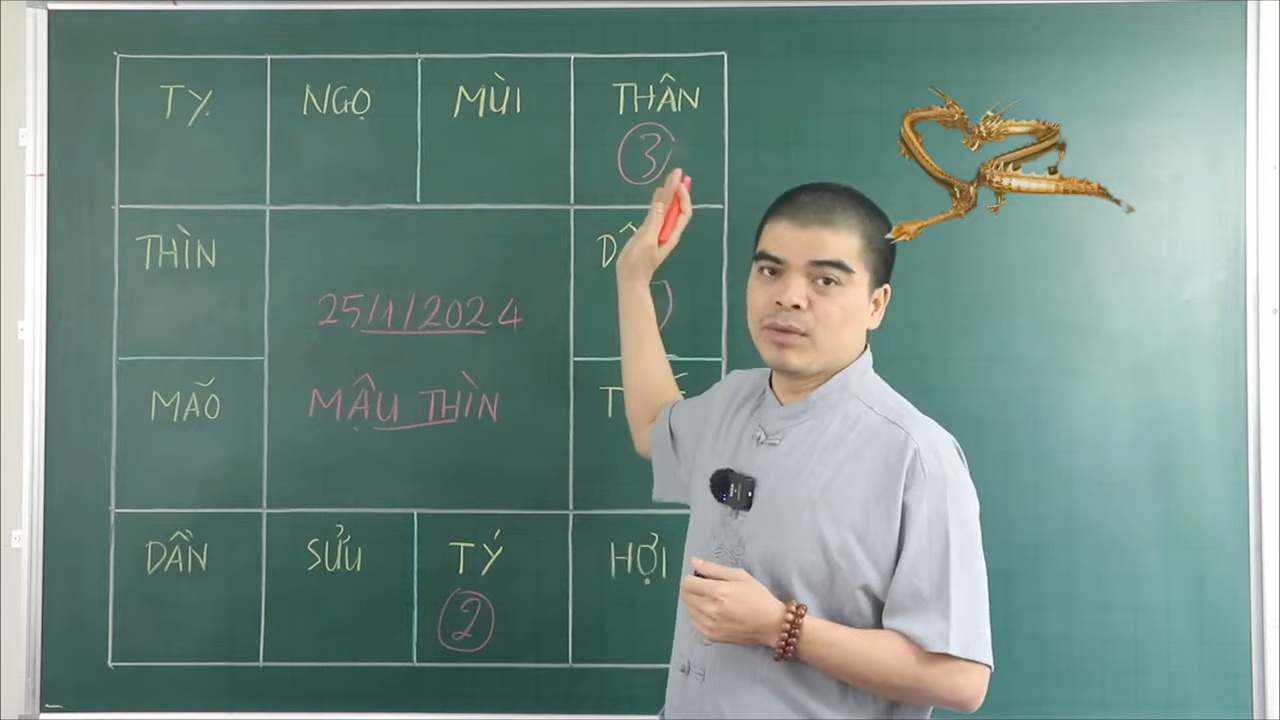 TỴ NGỌ MÙI THÂN
3
THÌN
25/1/2024
MÃO
MẬU THÌN
DẦN SỬU TÝ HỢI
2